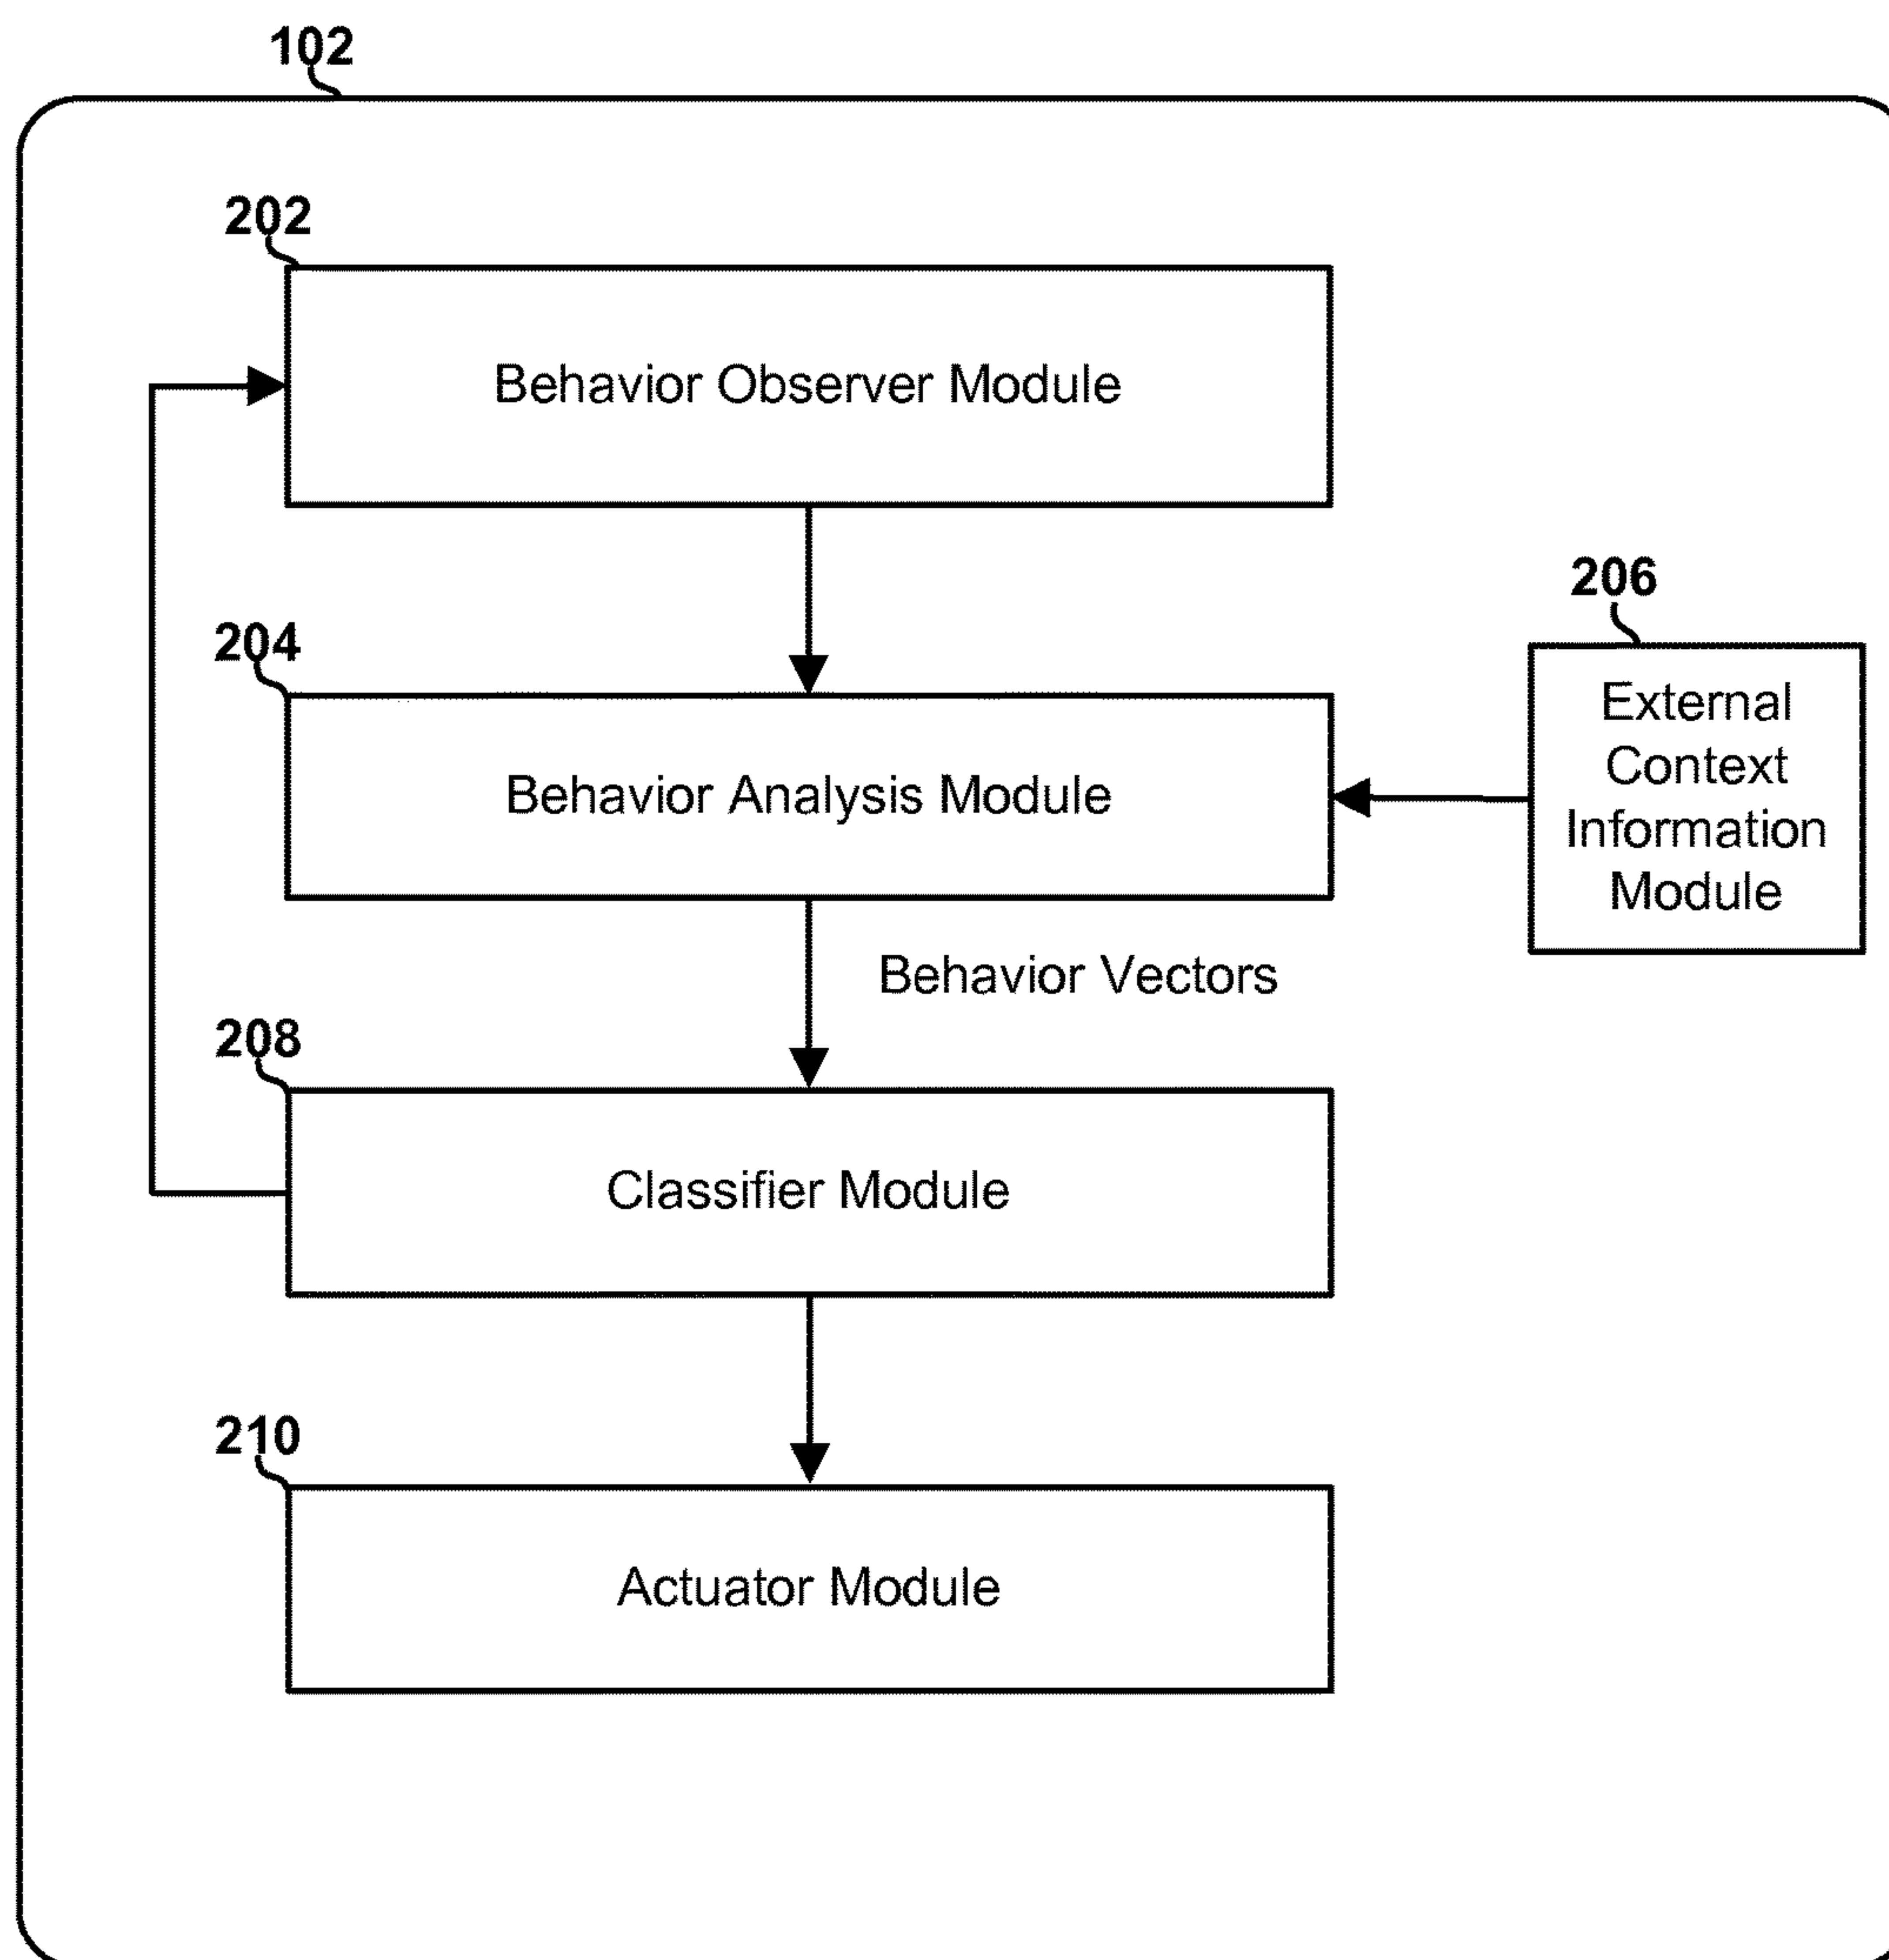 102
202
Behavior Observer Module
206
204
External
Context
Information
Module
Behavior Analysis Module
Behavior Vectors
208
Classifier Module
210
Actuator Module